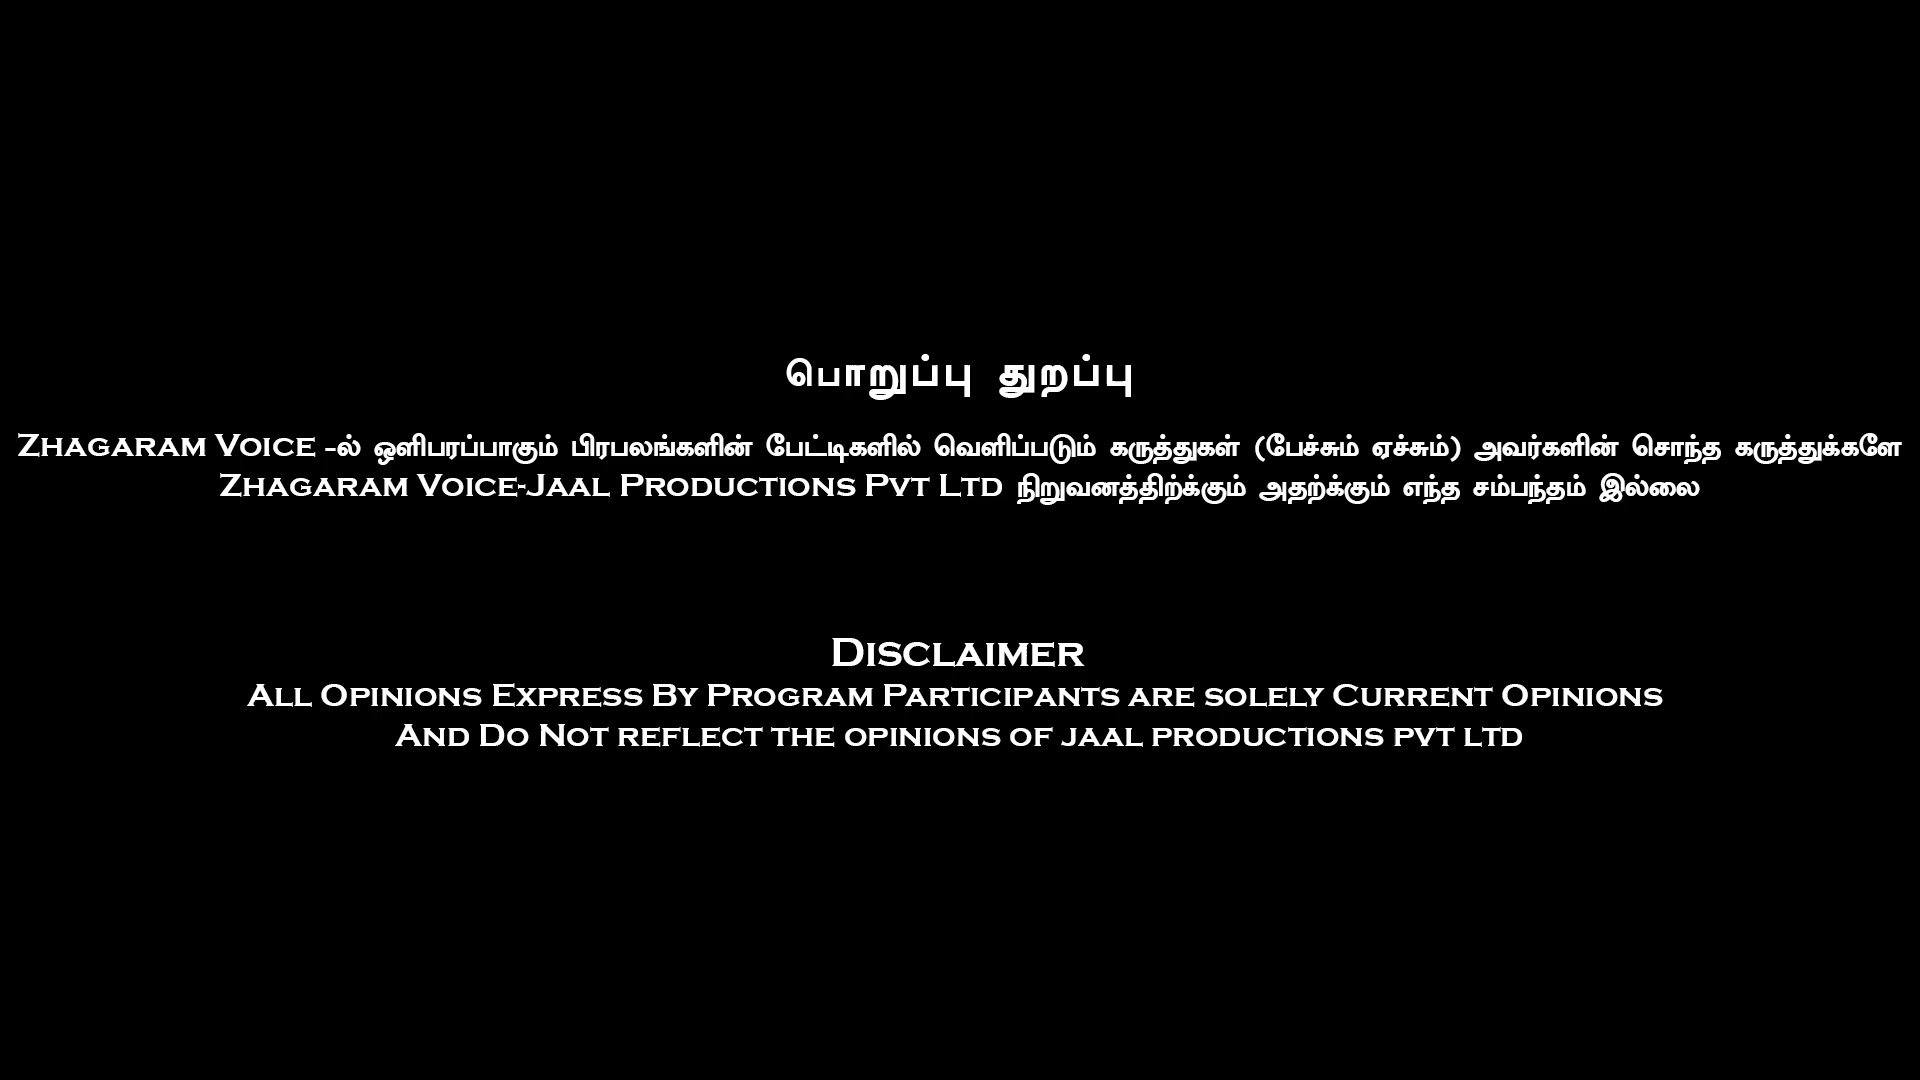 பொறுப்பு துறப்பு
Zhagaram Voice -ல் ஒளிபரப்பாகும் பிரபலங்களின் பேட்டிகளில் வெளிப்படும் கருத்துகள் (பேச்சும் ஏச்சும்) அவர்களின் சொந்த கருத்துக்களே
Zhagaram Voice-Jaal Productions Pvt Ltd நிறுவனத்திற்க்கும் அதற்க்கும் எந்த சம்பந்தம் இல்லை
Disclaimer
All Opinions Express By Program Participants are solely Current Opinions
And Do Not reflect the opinions of jaal productions pvt ltd